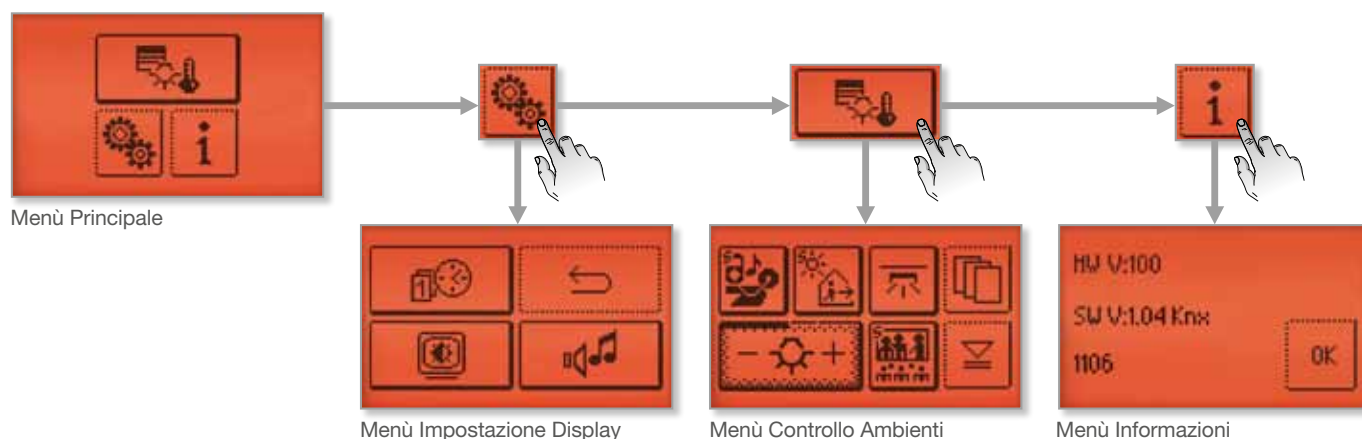 Menù Principale
Menù Impostazione Display
Menù Controllo Ambienti
HW V:100
SW V:1.04 Knx
1106
OK
Menù Informazioni